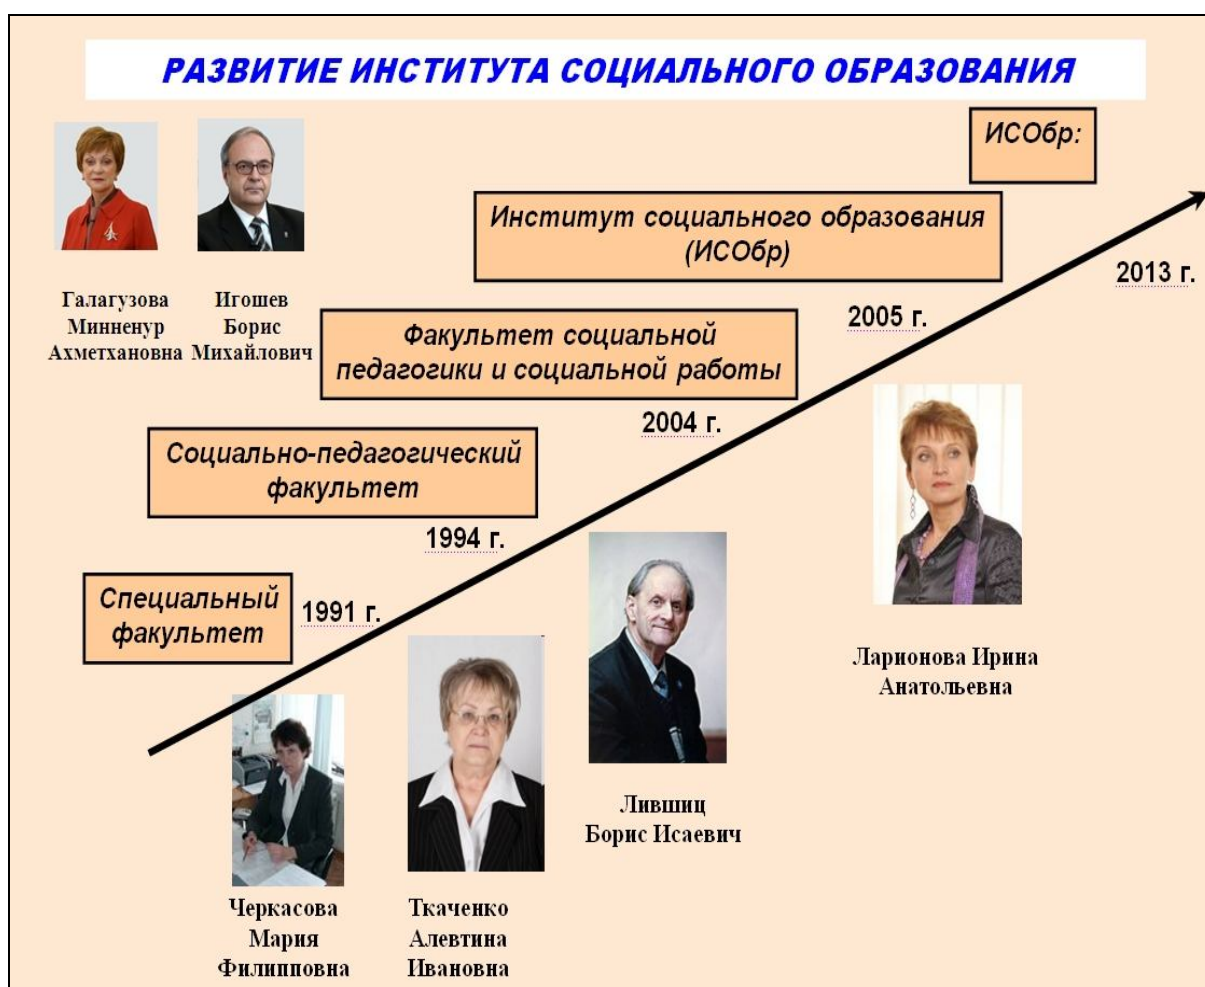 РАЗВИТИЕ ИНСТИТУТА СОЦИАЛЬНОГО ОБРАЗОВАНИЯ
ИСОбр:
Институт социального образования
(ИСОбр)
2013 г.
Галагузова
Минненур
Ахметхановна
Игошев
Борис
Михайлович
2005 г.
Факультет социальной
педагогики и социальной работы
2004 г.
Социально-педагогический
факультет
1994 г.
Специальный
факультет
1991 г.
Ларионова Ирина
Анатольевна
Лившиц
Борис Исаевич
Черкасова
Мария
Филипповна
Ткаченко
Алевтина
Ивановна